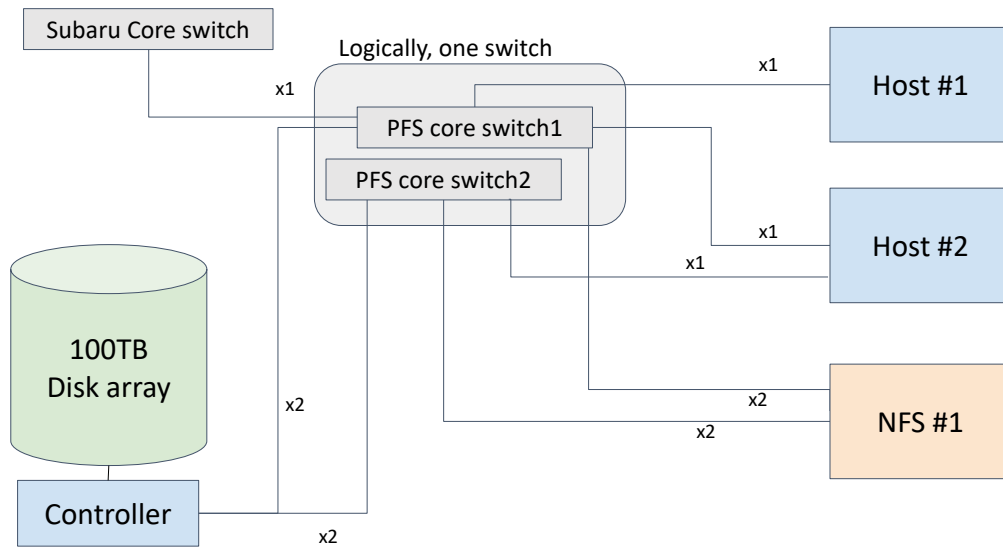 Subaru Core switch
Logically, one switch
x1
x1
PFS core switch1
PFS core switch2
Host #1
x1
x1
Host #2
100TB
Disk array
x2
x2
x2
NFS #1
Controller
x2